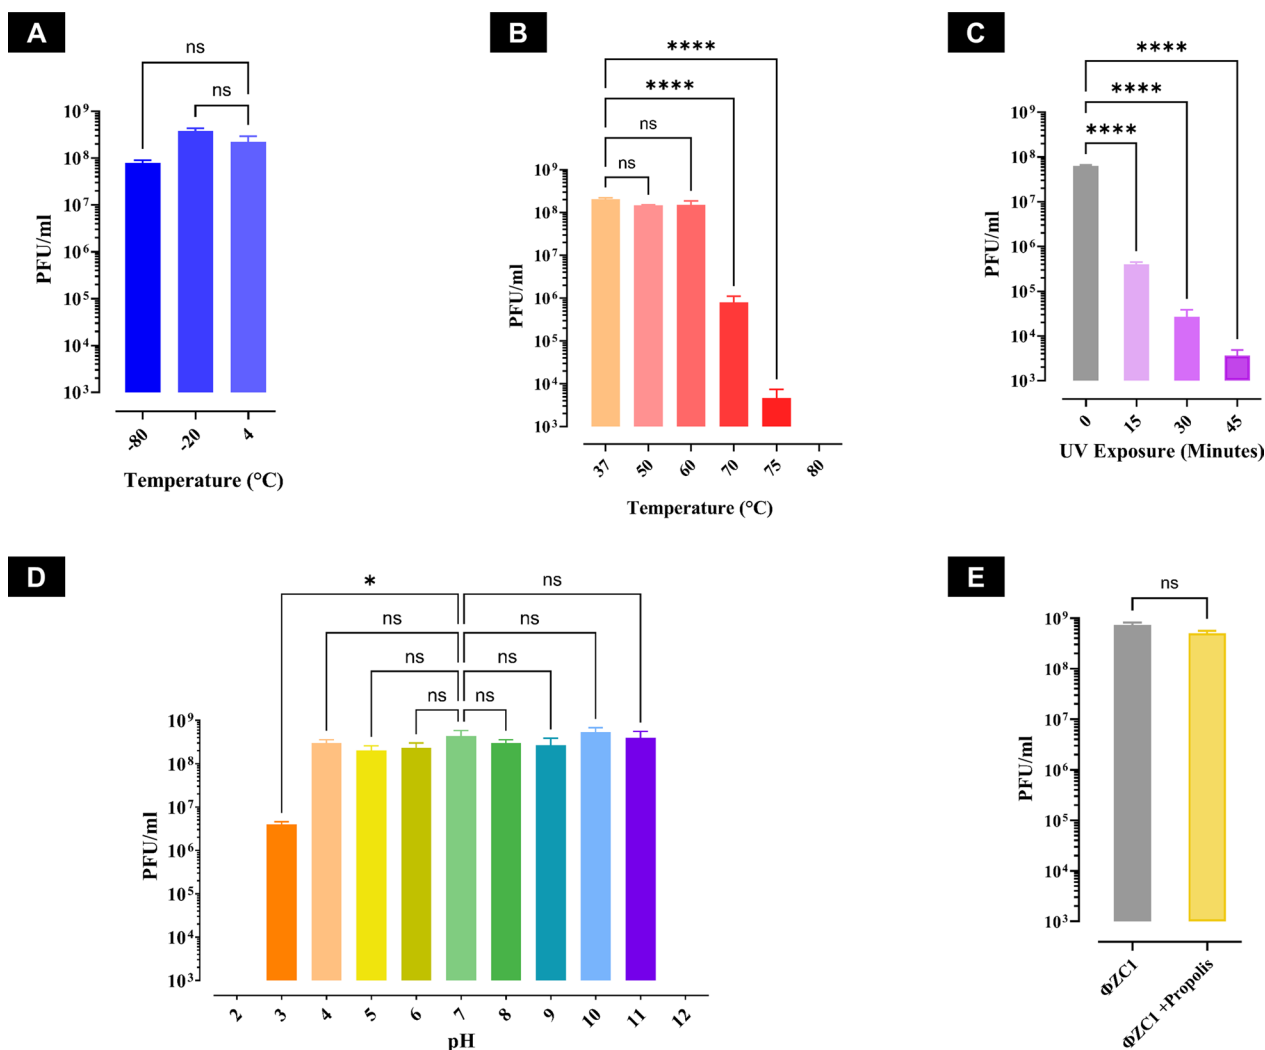 A
ns
ns
10⁹
10⁸
10⁷
10⁶
10⁵
10⁴
10³
PFU/ml
-80
-20
4
Temperature (°C)
B
****
****
ns
ns
10⁹
10⁸
10⁷
10⁶
10⁵
10⁴
10³
PFU/ml
37
50
60
70
75
80
Temperature (°C)
C
****
****
****
10⁹
10⁸
10⁷
10⁶
10⁵
10⁴
10³
PFU/ml
0
15
30
45
UV Exposure (Minutes)
D
*
ns
ns
ns
ns
ns
ns
ns
10⁹
10⁸
10⁷
10⁶
10⁵
10⁴
10³
PFU/ml
2
3
4
5
6
7
8
9
10
11
12
pH
E
ns
10⁹
10⁸
10⁷
10⁶
10⁵
10⁴
10³
PFU/ml
ΦZC1
ΦZC1 +Propolis